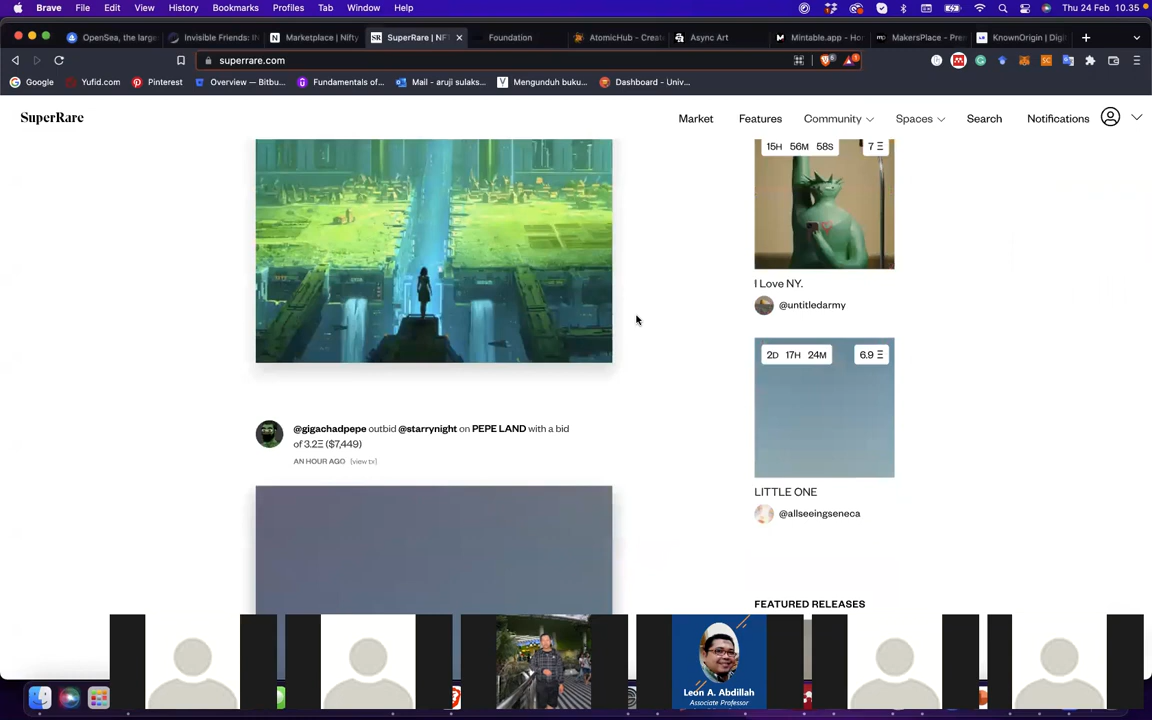 Brave File Edit View History Bookmarks Profiles Tab Window Help Thu 24 Feb 10.35
OpenSea, the large Invisible Friends: IN Marketplace | Nifty SuperRare | NF Foundation AtomicHub - Create Async Art Mintable.app - Hom MakersPlace - Prem KnownOrigin | Digi
superrare.com
Google Yufid.com Pinterest Overview — Bitbu... Fundamentals of... Mail - aruji sulaks... Mengunduh buku... Dashboard - Univ...
SuperRare Market Features Community Spaces Search Notifications
15H 56M 58S 7 Ξ
I Love NY.
@untitledarmy
2D 17H 24M 6.9 Ξ
@gigachadpepe outbid @starrynight on PEPE LAND with a bid
of 3.2Ξ ($7,449)
AN HOUR AGO [view tx]
LITTLE ONE
@allseeingseneca
FEATURED RELEASES
Leon A. Abdillah
Associate Professor